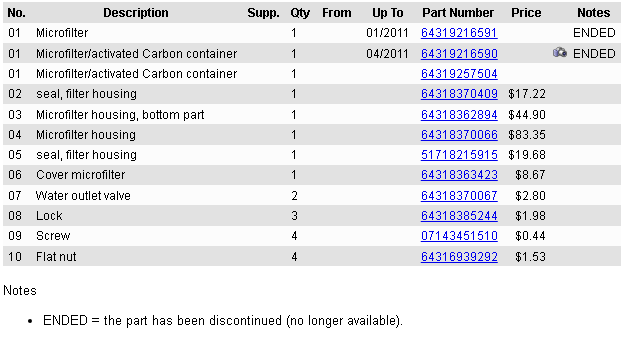 No. Description Supp. Qty From Up To Part Number Price Notes
01 Microfilter 1 01/2011 64319216591 ENDED
01 Microfilter/activated Carbon container 1 04/2011 64319216590 ENDED
01 Microfilter/activated Carbon container 1 64319257504
02 seal, filter housing 1 64318370409 $17.22
03 Microfilter housing, bottom part 1 64318362894 $44.90
04 Microfilter housing 1 64318370066 $83.35
05 seal, filter housing 1 51718215915 $19.68
06 Cover microfilter 1 64318363423 $8.67
07 Water outlet valve 2 64318370067 $2.80
08 Lock 3 64318385244 $1.98
09 Screw 4 07143451510 $0.44
10 Flat nut 4 64316939292 $1.53
Notes
• ENDED = the part has been discontinued (no longer available).